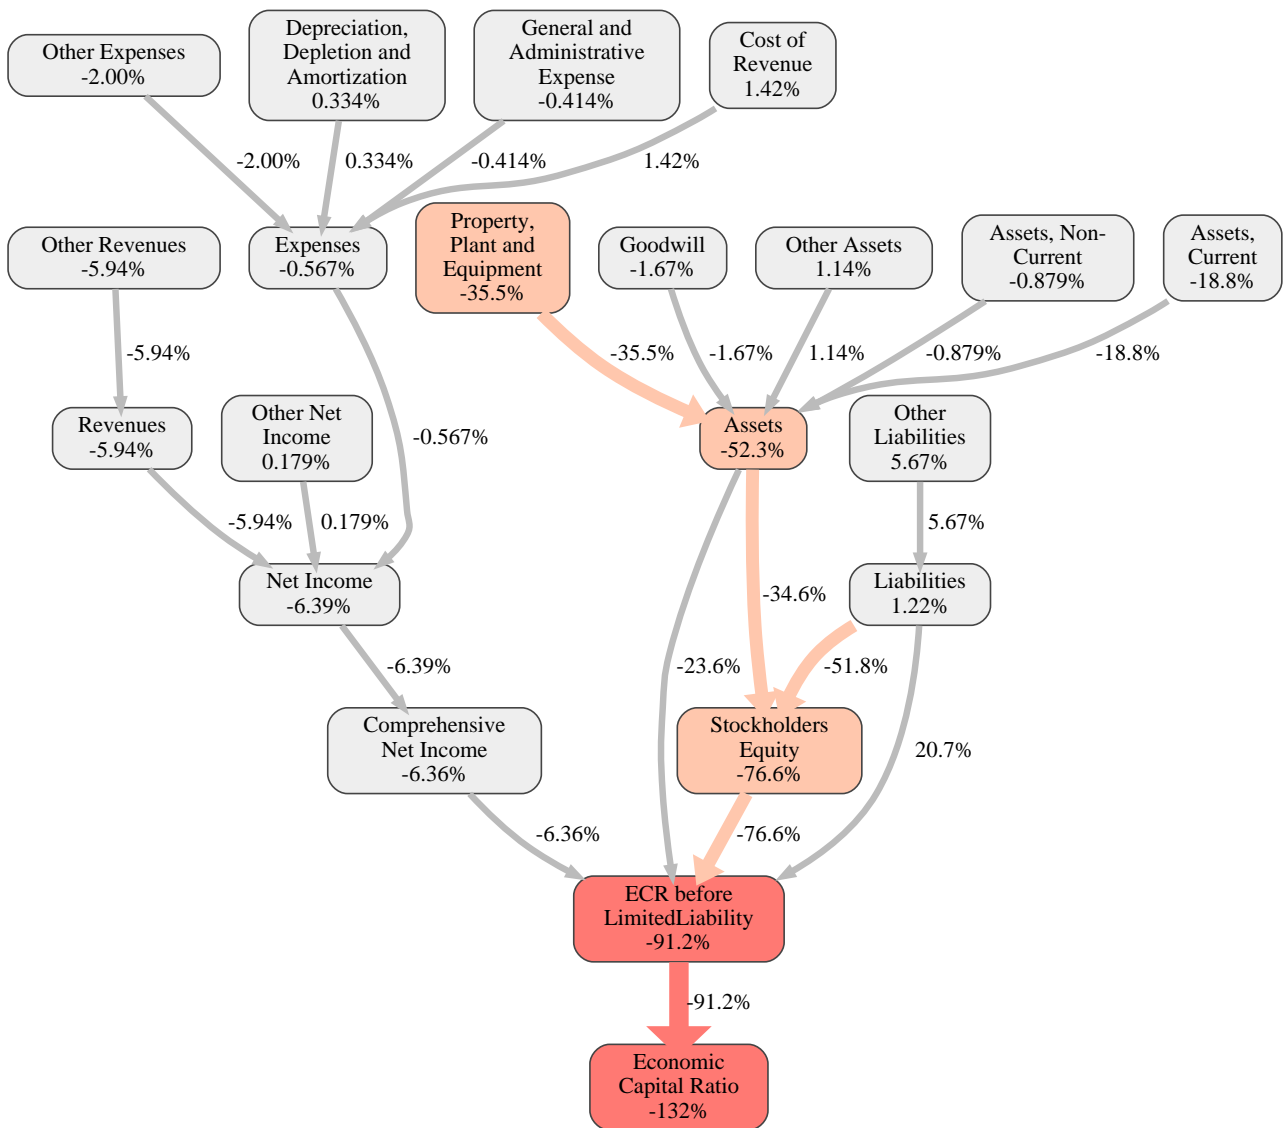 Other Expenses
-2.00%
Depreciation,
Depletion and
Amortization
0.334%
General and
Administrative
Expense
-0.414%
Cost of
Revenue
1.42%
-2.00%
0.334%
-0.414%
1.42%
Other Revenues
-5.94%
Expenses
-0.567%
Property,
Plant and
Equipment
-35.5%
Goodwill
-1.67%
Other Assets
1.14%
Assets, Non-
Current
-0.879%
Assets,
Current
-18.8%
-5.94%
-35.5%
-1.67%
1.14%
-0.879%
-18.8%
Revenues
-5.94%
Other Net
Income
0.179%
-0.567%
Assets
-52.3%
Other
Liabilities
5.67%
-5.94%
0.179%
5.67%
Net Income
-6.39%
-34.6%
Liabilities
1.22%
-6.39%
-23.6%
-51.8%
Comprehensive
Net Income
-6.36%
Stockholders
Equity
-76.6%
20.7%
-6.36%
-76.6%
ECR before
LimitedLiability
-91.2%
-91.2%
Economic
Capital Ratio
-132%